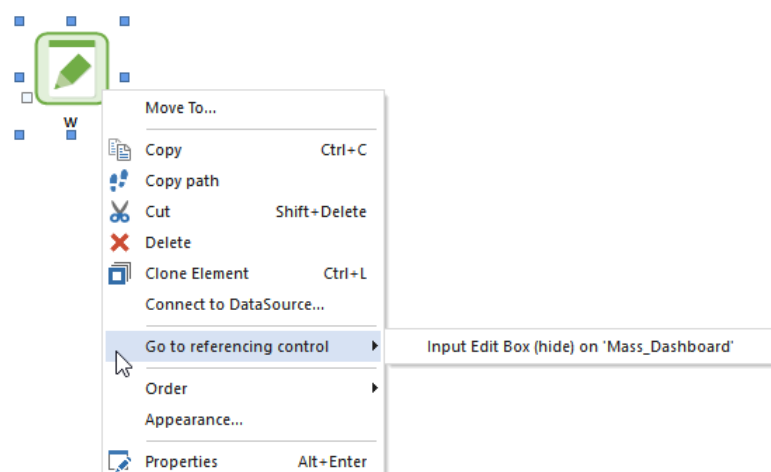 W
Move To...
Copy Ctrl+C
Copy path
Cut Shift+Delete
Delete
Clone Element Ctrl+L
Connect to DataSource...
Go to referencing control Input Edit Box (hide) on 'Mass_Dashboard'
Order
Appearance...
Properties Alt+Enter